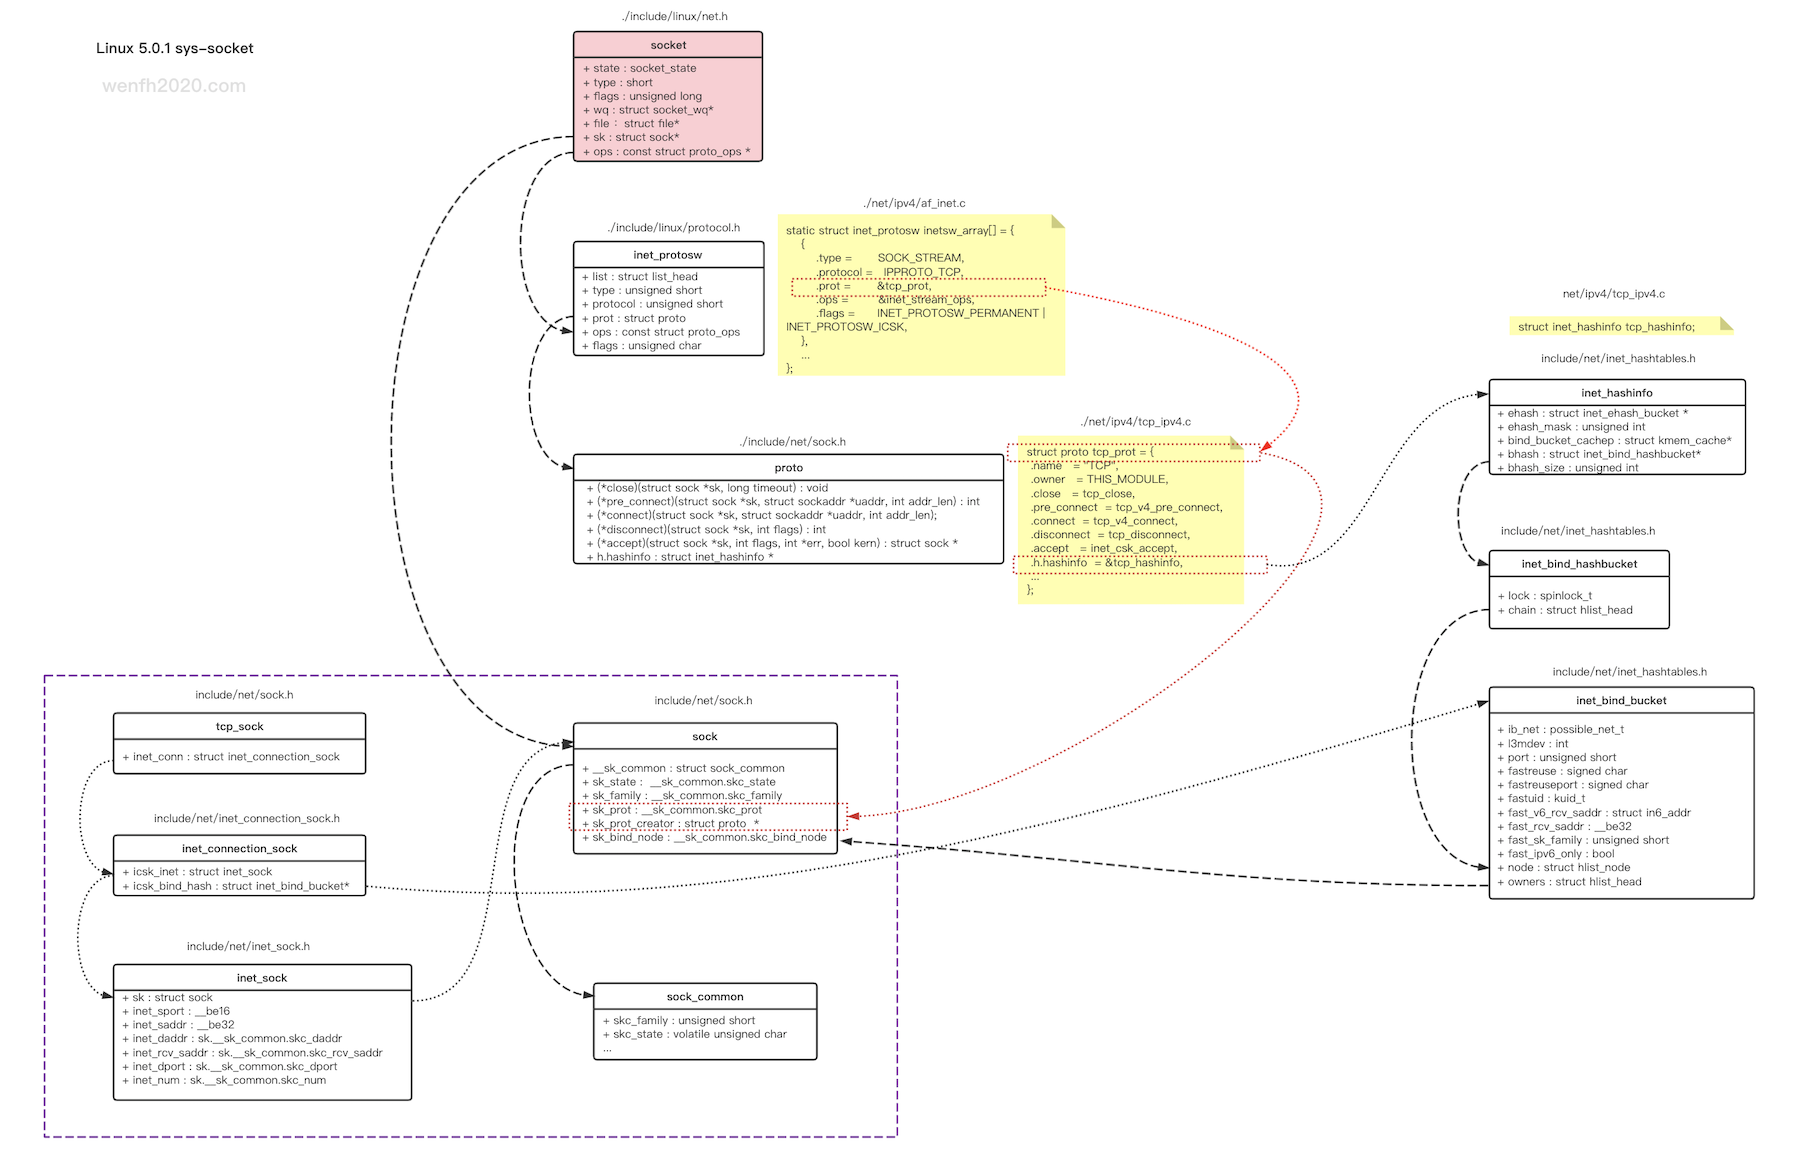 Linux 5.0.1 sys-socket
wenfh2020.com
./include/linux/net.h
socket
+ state : socket_state
+ type : short
+ flags : unsigned long
+ wq : struct socket_wq*
+ file： struct file*
+ sk : struct sock*
+ ops : const struct proto_ops *
./include/linux/protocol.h
inet_protosw
+ list : struct list_head
+ type : unsigned short
+ protocol : unsigned short
+ prot : struct proto
+ ops : const struct proto_ops
+ flags : unsigned char
./net/ipv4/af_inet.c
static struct inet_protosw inetsw_array[] = {
{
.type = SOCK_STREAM,
.protocol = IPPROTO_TCP,
.prot = &tcp_prot,
.ops = &inet_stream_ops,
.flags = INET_PROTOSW_PERMANENT |
INET_PROTOSW_ICSK,
},
...
};
./include/net/sock.h
proto
+ (*close)(struct sock *sk, long timeout) : void
+ (*pre_connect)(struct sock *sk, struct sockaddr *uaddr, int addr_len) : int
+ (*connect)(struct sock *sk, struct sockaddr *uaddr, int addr_len);
+ (*disconnect)(struct sock *sk, int flags) : int
+ (*accept)(struct sock *sk, int flags, int *err, bool kern) : struct sock *
+ h.hashinfo : struct inet_hashinfo *
./net/ipv4/tcp_ipv4.c
struct proto tcp_prot = {
.name = "TCP",
.owner = THIS_MODULE,
.close = tcp_close,
.pre_connect = tcp_v4_pre_connect,
.connect = tcp_v4_connect,
.disconnect = tcp_disconnect,
.accept = inet_csk_accept,
.h.hashinfo = &tcp_hashinfo,
...
};
net/ipv4/tcp_ipv4.c
struct inet_hashinfo tcp_hashinfo;
include/net/inet_hashtables.h
inet_hashinfo
+ ehash : struct inet_ehash_bucket *
+ ehash_mask : unsigned int
+ bind_bucket_cachep : struct kmem_cache*
+ bhash : struct inet_bind_hashbucket*
+ bhash_size : unsigned int
include/net/inet_hashtables.h
inet_bind_hashbucket
+ lock : spinlock_t
+ chain : struct hlist_head
include/net/inet_hashtables.h
inet_bind_bucket
+ ib_net : possible_net_t
+ l3mdev : int
+ port : unsigned short
+ fastreuse : signed char
+ fastreuseport : signed char
+ fastuid : kuid_t
+ fast_v6_rcv_saddr : struct in6_addr
+ fast_rcv_saddr : __be32
+ fast_sk_family : unsigned short
+ fast_ipv6_only : bool
+ node : struct hlist_node
+ owners : struct hlist_head
include/net/sock.h
tcp_sock
+ inet_conn : struct inet_connection_sock
include/net/inet_connection_sock.h
inet_connection_sock
+ icsk_inet : struct inet_sock
+ icsk_bind_hash : struct inet_bind_bucket*
include/net/inet_sock.h
inet_sock
+ sk : struct sock
+ inet_sport : __be16
+ inet_saddr : __be32
+ inet_daddr : sk.__sk_common.skc_daddr
+ inet_rcv_saddr : sk.__sk_common.skc_rcv_saddr
+ inet_dport : sk.__sk_common.skc_dport
+ inet_num : sk.__sk_common.skc_num
include/net/sock.h
sock
+ __sk_common : struct sock_common
+ sk_state : __sk_common.skc_state
+ sk_family : __sk_common.skc_family
+ sk_prot : __sk_common.skc_prot
+ sk_prot_creator : struct proto *
+ sk_bind_node : __sk_common.skc_bind_node
sock_common
+ skc_family : unsigned short
+ skc_state : volatile unsigned char
...